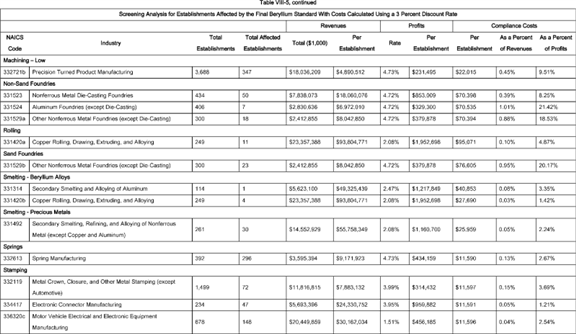 Table VIII-5, continued
Screening Analysis for Establishments Affected by the Final Beryllium Standard With Costs Calculated Using a 3 Percent Discount Rate
Revenues Profits Compliance Costs
NAICS Code Industry Total Establishments Total Affected Establishments Total ($1,000) Per Establishment Rate Per Establishment Per Establishment As a Percent of Revenues As a Percent of Profits
Machining – Low
332721b Precision Turned Product Manufacturing 3,688 347 $18,036,209 $4,890,512 4.73% $231,495 $22,015 0.45% 9.51%
Non-Sand Foundries
331523 Nonferrous Metal Die-Casting Foundries 434 50 $7,838,073 $18,060,076 4.72% $853,909 $70,398 0.39% 8.25%
331524 Aluminum Foundries (except Die-Casting) 406 7 $2,830,636 $6,972,010 4.72% $329,300 $70,535 1.01% 21.42%
331529a Other Nonferrous Metal Foundries (except Die-Casting) 300 18 $2,412,855 $8,042,850 4.72% $379,878 $70,394 0.88% 18.53%
Rolling
331420a Copper Rolling, Drawing, Extruding, and Alloying 249 11 $23,357,388 $93,804,771 2.08% $1,952,698 $95,071 0.10% 4.87%
Sand Foundries
331529b Other Nonferrous Metal Foundries (except Die-Casting) 300 23 $2,412,855 $8,042,850 4.72% $379,878 $76,605 0.95% 20.17%
Smelting - Beryllium Alloys
331314 Secondary Smelting and Alloying of Aluminum 114 1 $5,623,100 $49,325,439 2.47% $1,217,849 $40,853 0.08% 3.35%
331420b Copper Rolling, Drawing, Extruding, and Alloying 249 4 $23,357,388 $93,804,771 2.08% $1,952,698 $27,690 0.03% 1.42%
Smelting - Precious Metals
331492 Secondary Smelting, Refining, and Alloying of Nonferrous Metal (except Copper and Aluminum) 261 30 $14,552,929 $55,758,349 2.08% $25,959 0.05% 2.24%
Springs
332613 Spring Manufacturing 392 296 $3,595,394 $9,171,923 4.73% $434,159 $11,590 0.13% 2.67%
Stamping
332119 Metal Crown, Closure, and Other Metal Stamping (except Automotive) 1,499 72 $11,816,815 $7,883,132 3.99% $314,432 $11,597 0.15% 3.69%
334417 Electronic Connector Manufacturing 234 47 $5,693,396 $24,330,752 3.95% $959,882 $11,591 0.05% 1.21%
336320c Motor Vehicle Electrical and Electronic Equipment Manufacturing 678 148 $20,449,859 $30,162,034 1.51% $456,165 $11,596 0.04% 2.54%